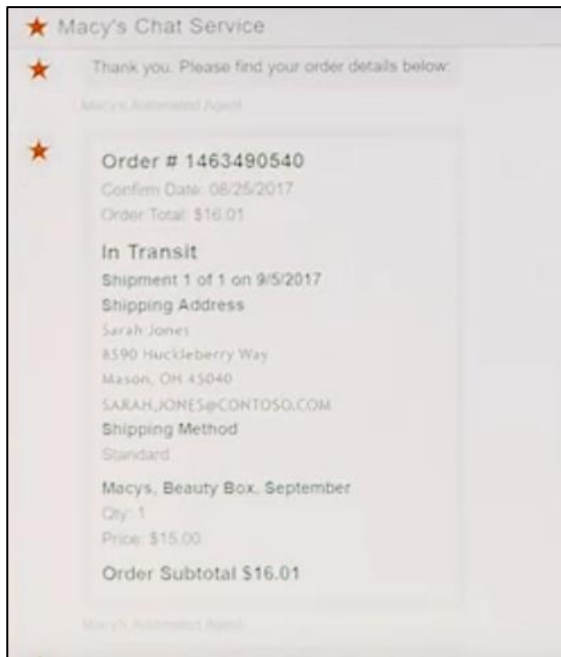 Macy's Chat Service
Thank you. Please find your order details below:
Macy's Automated Agent
Order # 1463490540
Confirm Date: 08/25/2017
Order Total: $16.01
In Transit
Shipment 1 of 1 on 9/5/2017
Shipping Address
Sarah Jones
8590 Huckleberry Way
Mason, OH 45040
SARAH.JONES@CONTOSO.COM
Shipping Method
Standard
Macys, Beauty Box, September
Qty: 1
Price: $15.00
Order Subtotal $16.01
Macy's Automated Agent